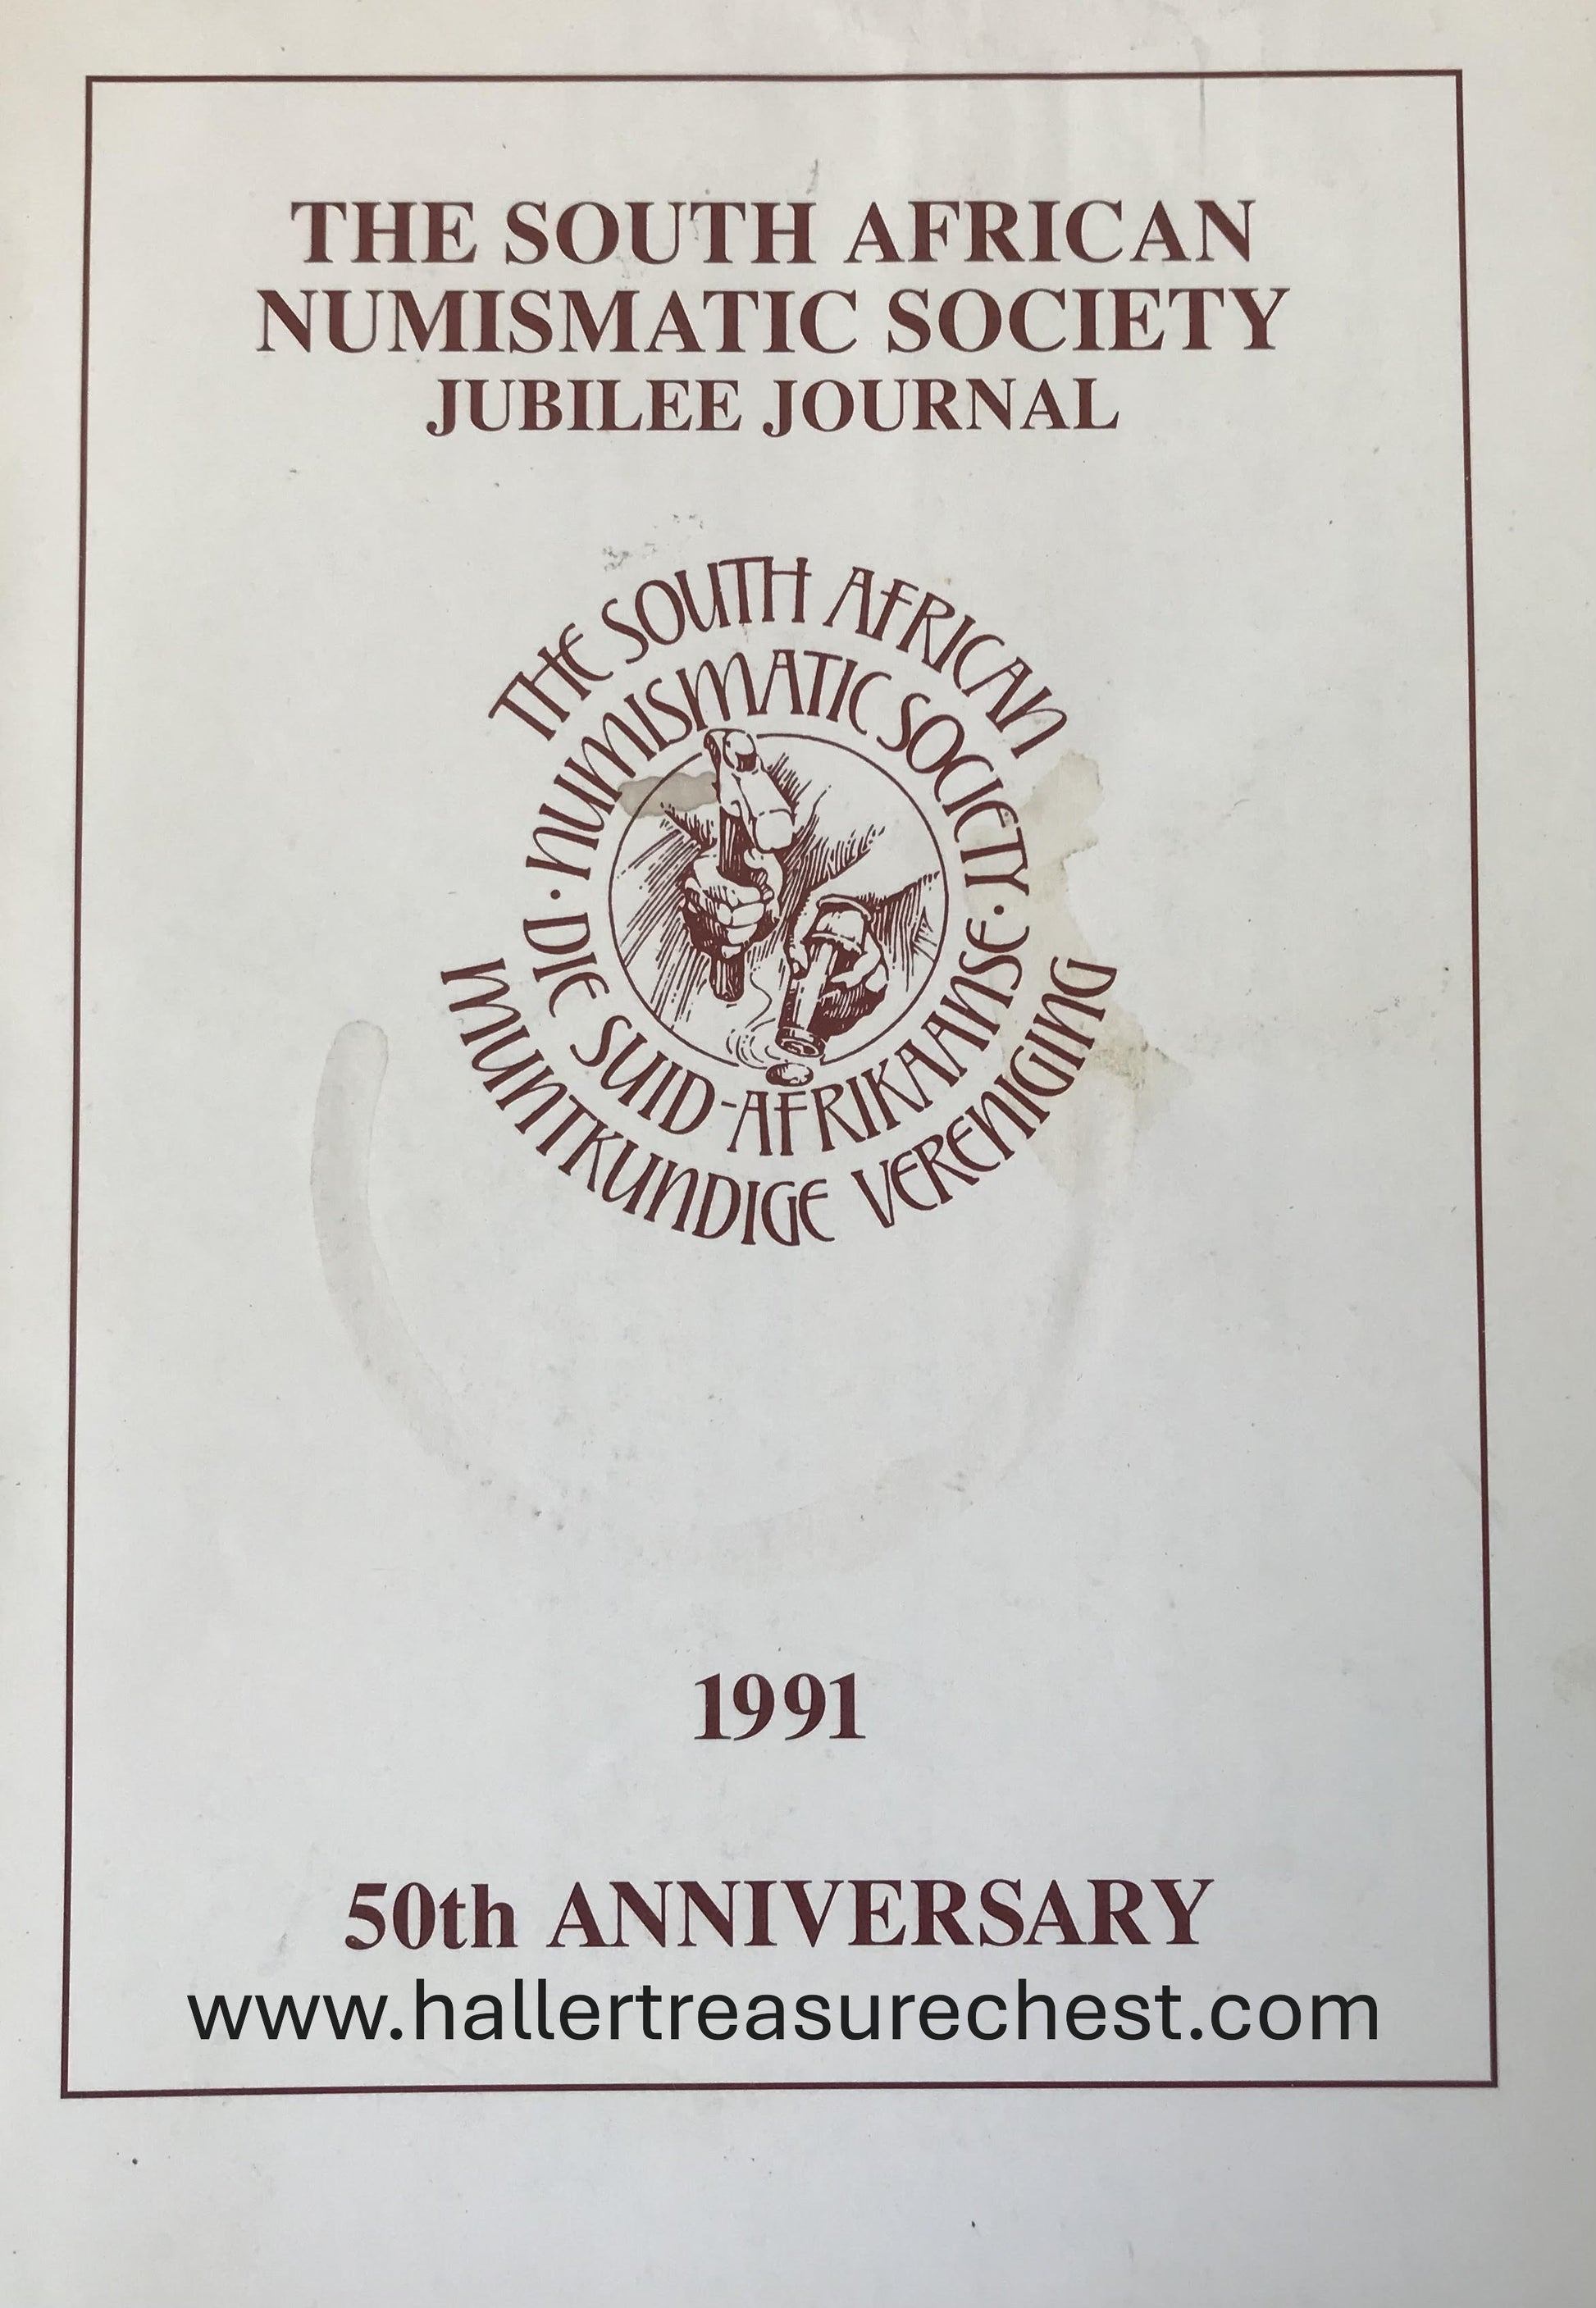 THE SOUTH AFRICAN
NUMISMATIC SOCIETY
JUBILEE JOURNAL
THE SOUTH AFRICAN
NUMISMATIC SOCIETY ·
DIE SUID-AFRIKAANSE ·
MUNTKUNDIGE VERENIGING
1991
50th ANNIVERSARY
www.hallertreasurechest.com